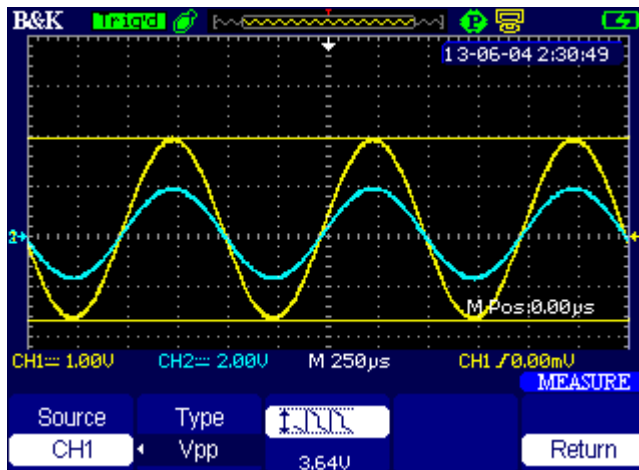 B&K Trig'd P
13-06-04 2:30:49
2
M Pos:0.00µs
CH1 1.00V CH2 2.00V M 250µs CH1 0.00mV
MEASURE
Source Type
CH1 Vpp 3.64V Return